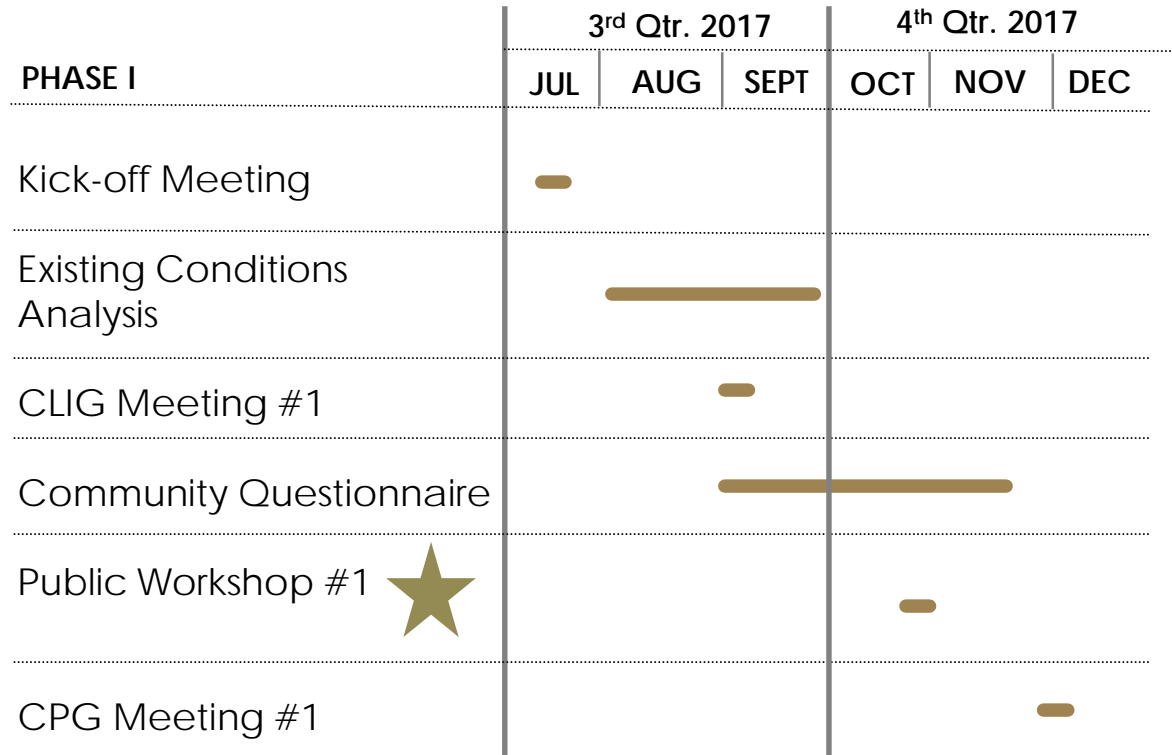 3rd Qtr. 2017 4th Qtr. 2017
PHASE I JUL AUG SEPT OCT NOV DEC
Kick-off Meeting
Existing Conditions
Analysis
CLIG Meeting #1
Community Questionnaire
Public Workshop #1
CPG Meeting #1